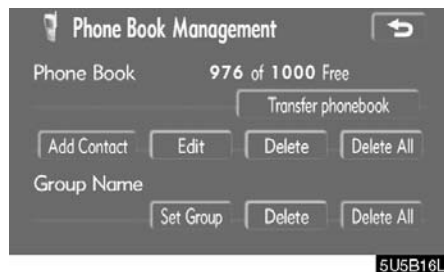 Phone Book Management
Phone Book 976 of 1000 Free
Transfer phonebook
Add Contact Edit Delete Delete All
Group Name
Set Group Delete Delete All
5U5B16L